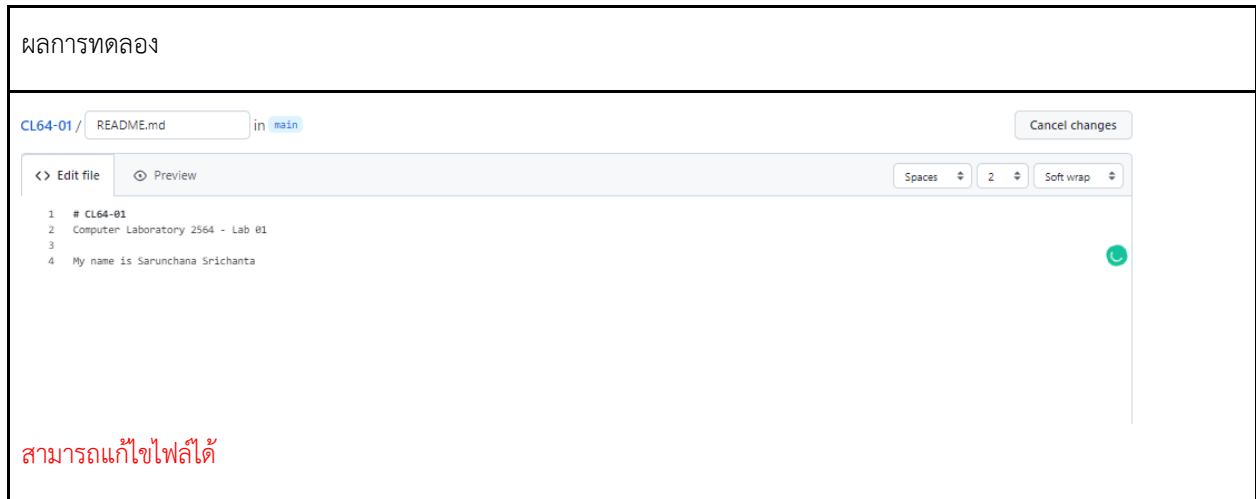 ผลการทดลอง
CL64-01 / README.md in main Cancel changes
<> Edit file Preview Spaces 2 Soft wrap
1 # CL64-01
2 Computer Laboratory 2564 - Lab 01
3
4 My name is Sarunchana Srichanta
สามารถแก้ไขไฟล์ได้